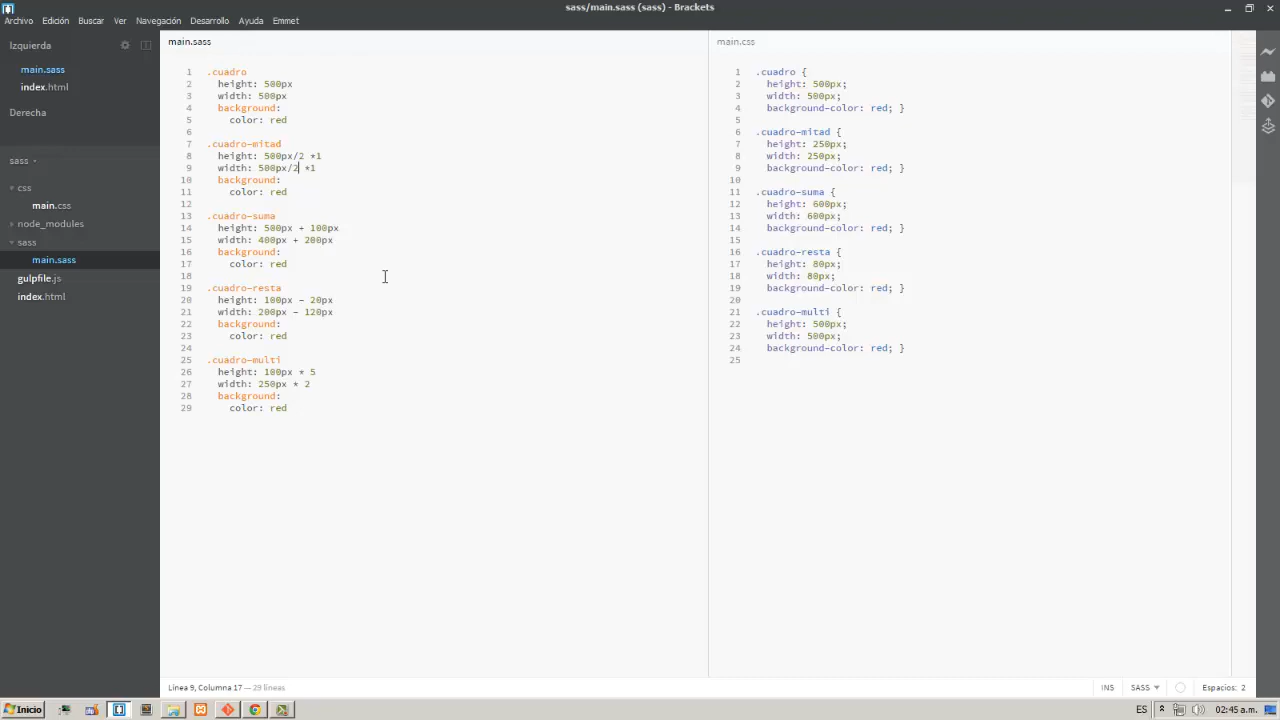 sass/main.sass (sass) - Brackets
Archivo Edición Buscar Ver Navegación Desarrollo Ayuda Emmet
Izquierda
main.sass
index.html
Derecha
sass
css
main.css
node_modules
sass
main.sass
gulpfile.js
index.html
main.sass
1 .cuadro
2 height: 500px
3 width: 500px
4 background:
5 color: red
6
7 .cuadro-mitad
8 height: 500px/2 *1
9 width: 500px/2 *1
10 background:
11 color: red
12
13 .cuadro-suma
14 height: 500px + 100px
15 width: 400px + 200px
16 background:
17 color: red
18
19 .cuadro-resta
20 height: 100px - 20px
21 width: 200px - 120px
22 background:
23 color: red
24
25 .cuadro-multi
26 height: 100px * 5
27 width: 250px * 2
28 background:
29 color: red
main.css
1 .cuadro {
2 height: 500px;
3 width: 500px;
4 background-color: red; }
5
6 .cuadro-mitad {
7 height: 250px;
8 width: 250px;
9 background-color: red; }
10
11 .cuadro-suma {
12 height: 600px;
13 width: 600px;
14 background-color: red; }
15
16 .cuadro-resta {
17 height: 80px;
18 width: 80px;
19 background-color: red; }
20
21 .cuadro-multi {
22 height: 500px;
23 width: 500px;
24 background-color: red; }
25
Línea 9, Columna 17 — 29 líneas
INS SASS Espacios: 2
Inicio
ES 02:45 a.m.